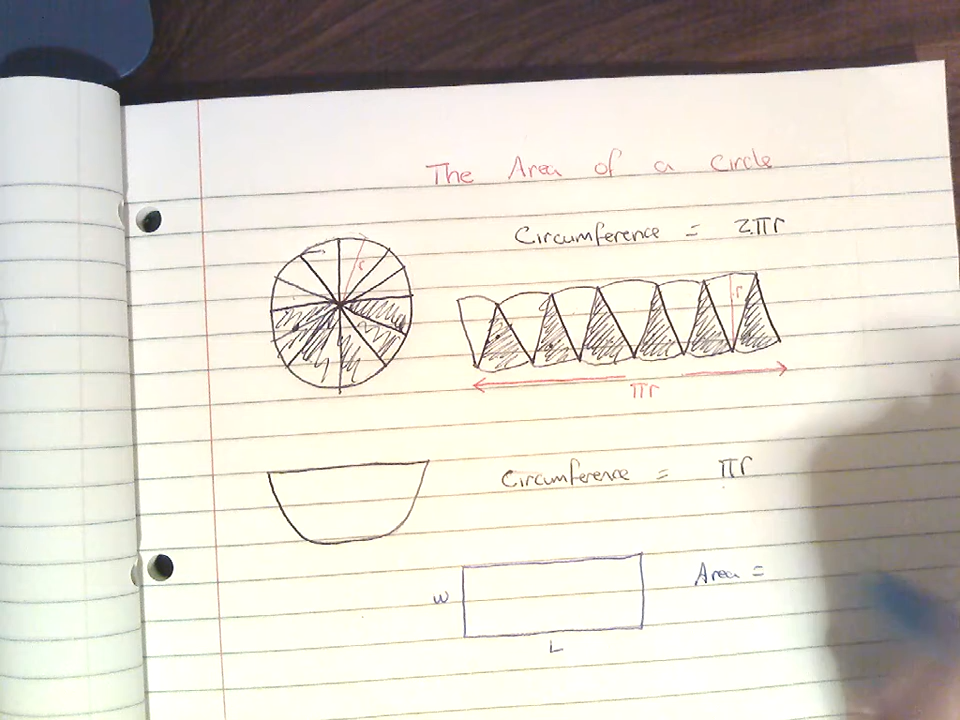 The Area of a Circle
Circumference = 2πr
r
r
πr
Circumference = πr
w
Area =
L